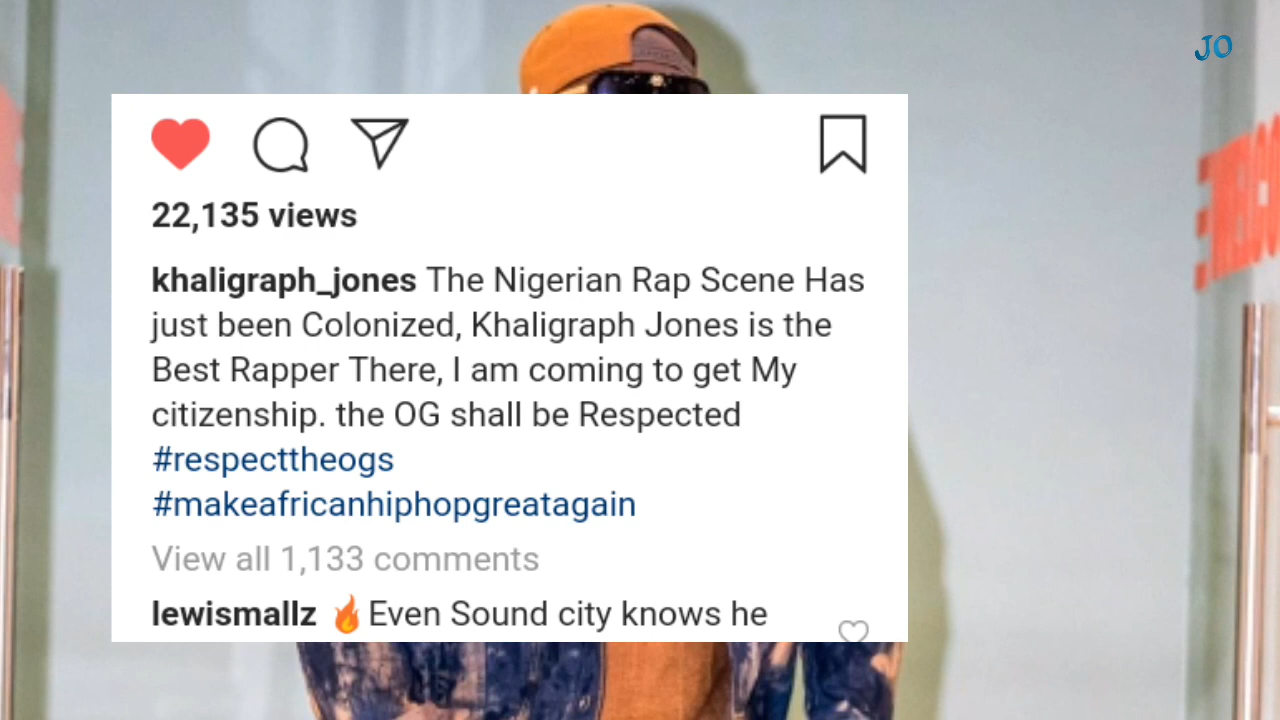 JO
22,135 views
khaligraph_jones The Nigerian Rap Scene Has
just been Colonized, Khaligraph Jones is the
Best Rapper There, I am coming to get My
citizenship. the OG shall be Respected
#respecttheogs
#makeafricanhiphopgreatagain
View all 1,133 comments
lewismallz 🔥Even Sound city knows he